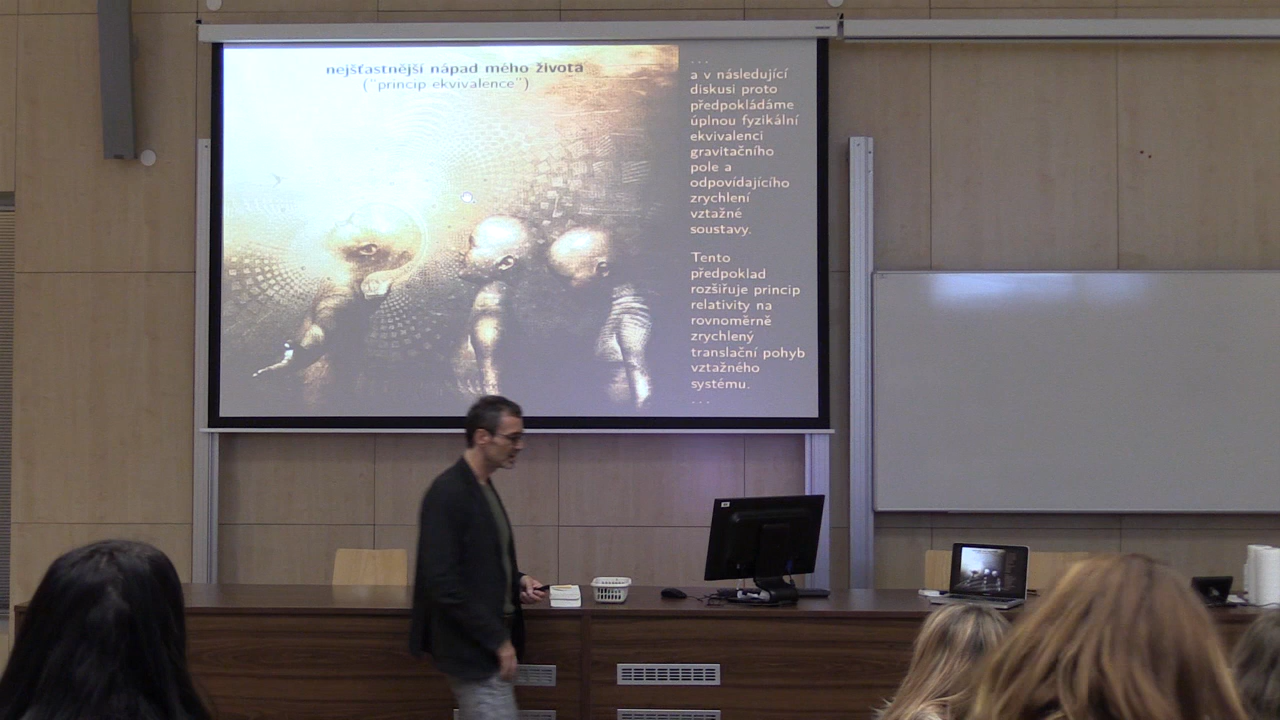 nejšťastnější nápad mého života
("princip ekvivalence")
. . .
a v následující
diskusi proto
předpokládáme
úplnou fyzikální
ekvivalenci
gravitačního
pole a
odpovídajícího
zrychlení
vztažné
soustavy.
Tento
předpoklad
rozšiřuje princip
relativity na
rovnoměrně
zrychlený
translační pohyb
vztažného
systému.
. . .